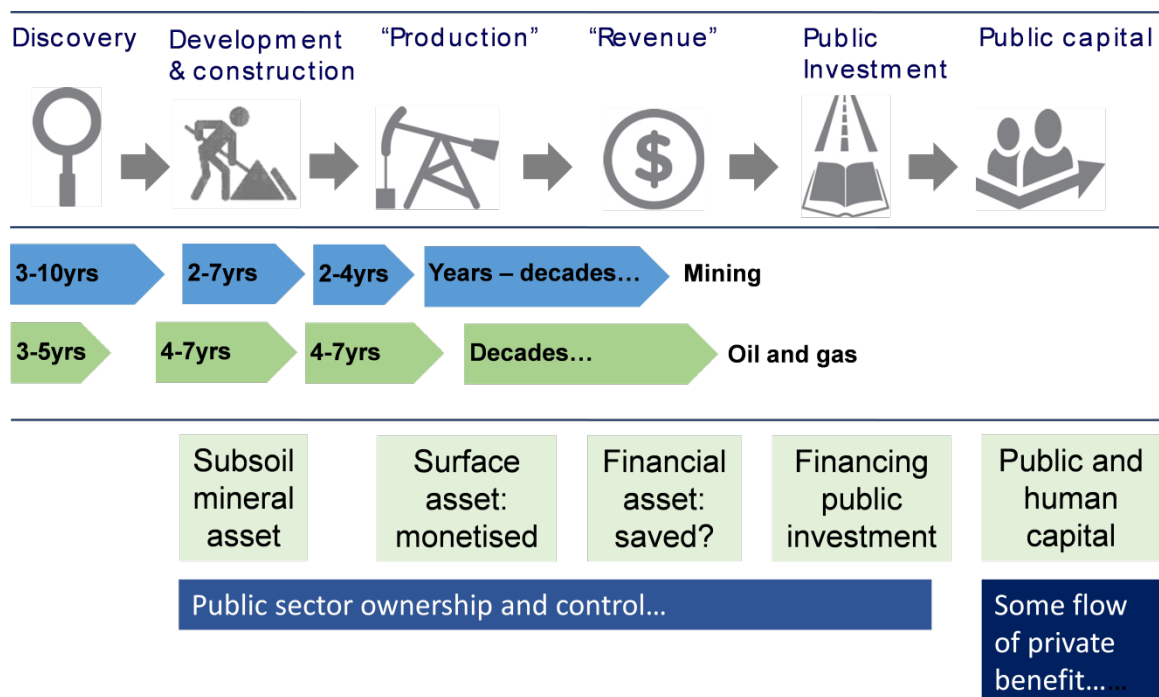 Discovery
Development
& construction
“Production”
“Revenue”
Public
Investment
Public capital
$
3-10yrs
2-7yrs
2-4yrs
Years – decades…
Mining
3-5yrs
4-7yrs
4-7yrs
Decades…
Oil and gas
Subsoil
mineral
asset
Surface
asset:
monetised
Financial
asset:
saved?
Financing
public
investment
Public and
human
capital
Public sector ownership and control…
Some flow
of private
benefit……